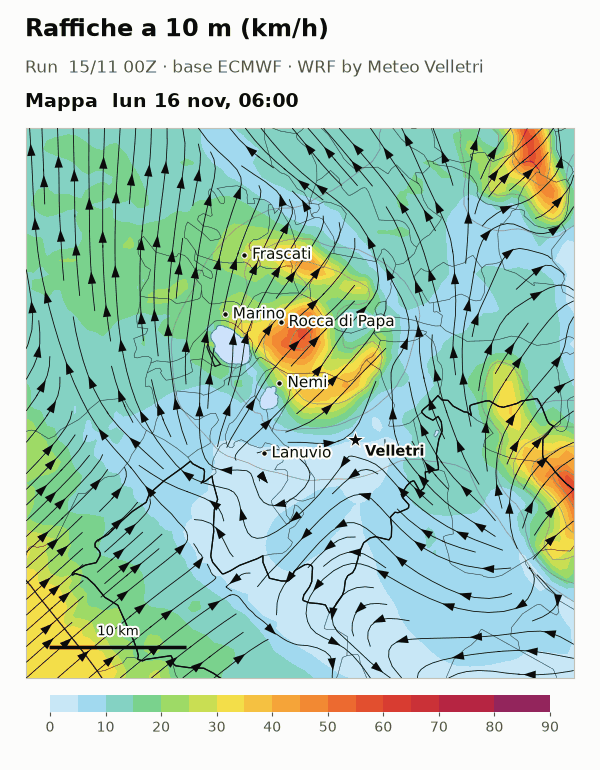 Raffiche a 10 m (km/h)
Run 15/11 00Z · base ECMWF · WRF by Meteo Velletri
Mappa lun 16 nov, 06:00
Frascati
Marino
Rocca di Papa
Nemi
Velletri
Lanuvio
10 km
0 10 20 30 40 50 60 70 80 90